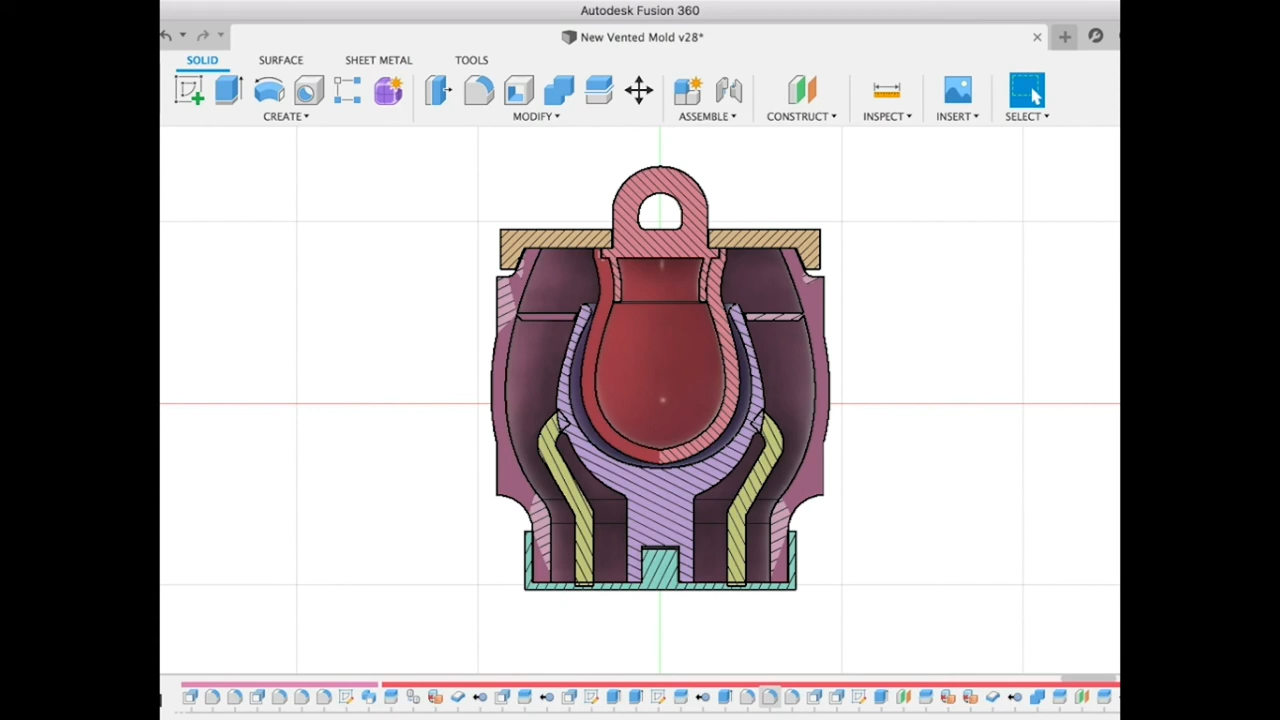 Autodesk Fusion 360
New Vented Mold v28*
SOLID SURFACE SHEET METAL TOOLS
CREATE MODIFY ASSEMBLE CONSTRUCT INSPECT INSERT SELECT